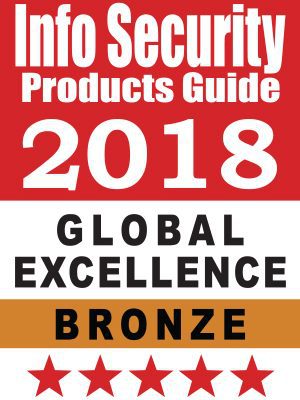 Info Security
Products Guide
2018
GLOBAL
EXCELLENCE
BRONZE